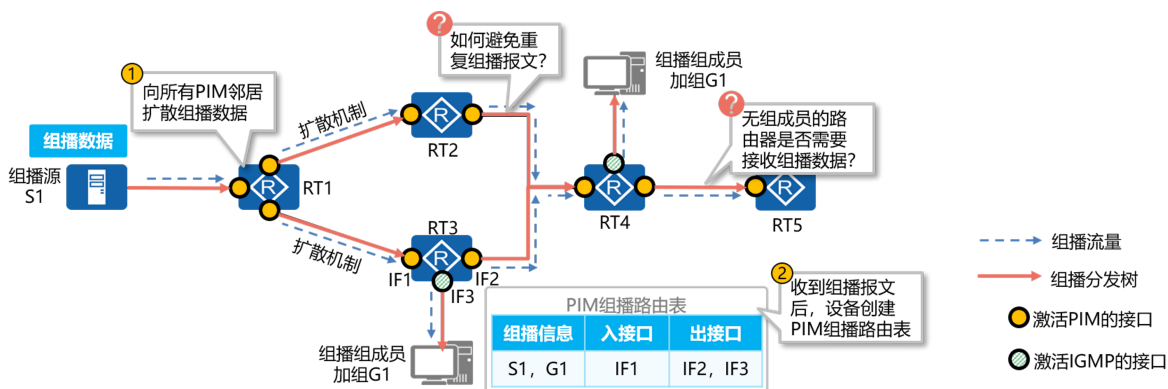 如何避免重
复组播报文?
组播组成员
加组G1
1
向所有PIM邻居
扩散组播数据
?
?
无组成员的路
由器是否需要
接收组播数据?
扩散机制
组播数据
R
RT2
组播源
S1
R
RT1
R
RT4
R
RT5
RT3
R
扩散机制
IF1
IF2
IF3
组播流量
组播分发树
激活PIM的接口
激活IGMP的接口
2
收到组播报文
后，设备创建
PIM组播路由表
PIM组播路由表
组播信息 入接口 出接口
S1，G1 IF1 IF2，IF3
组播组成员
加组G1